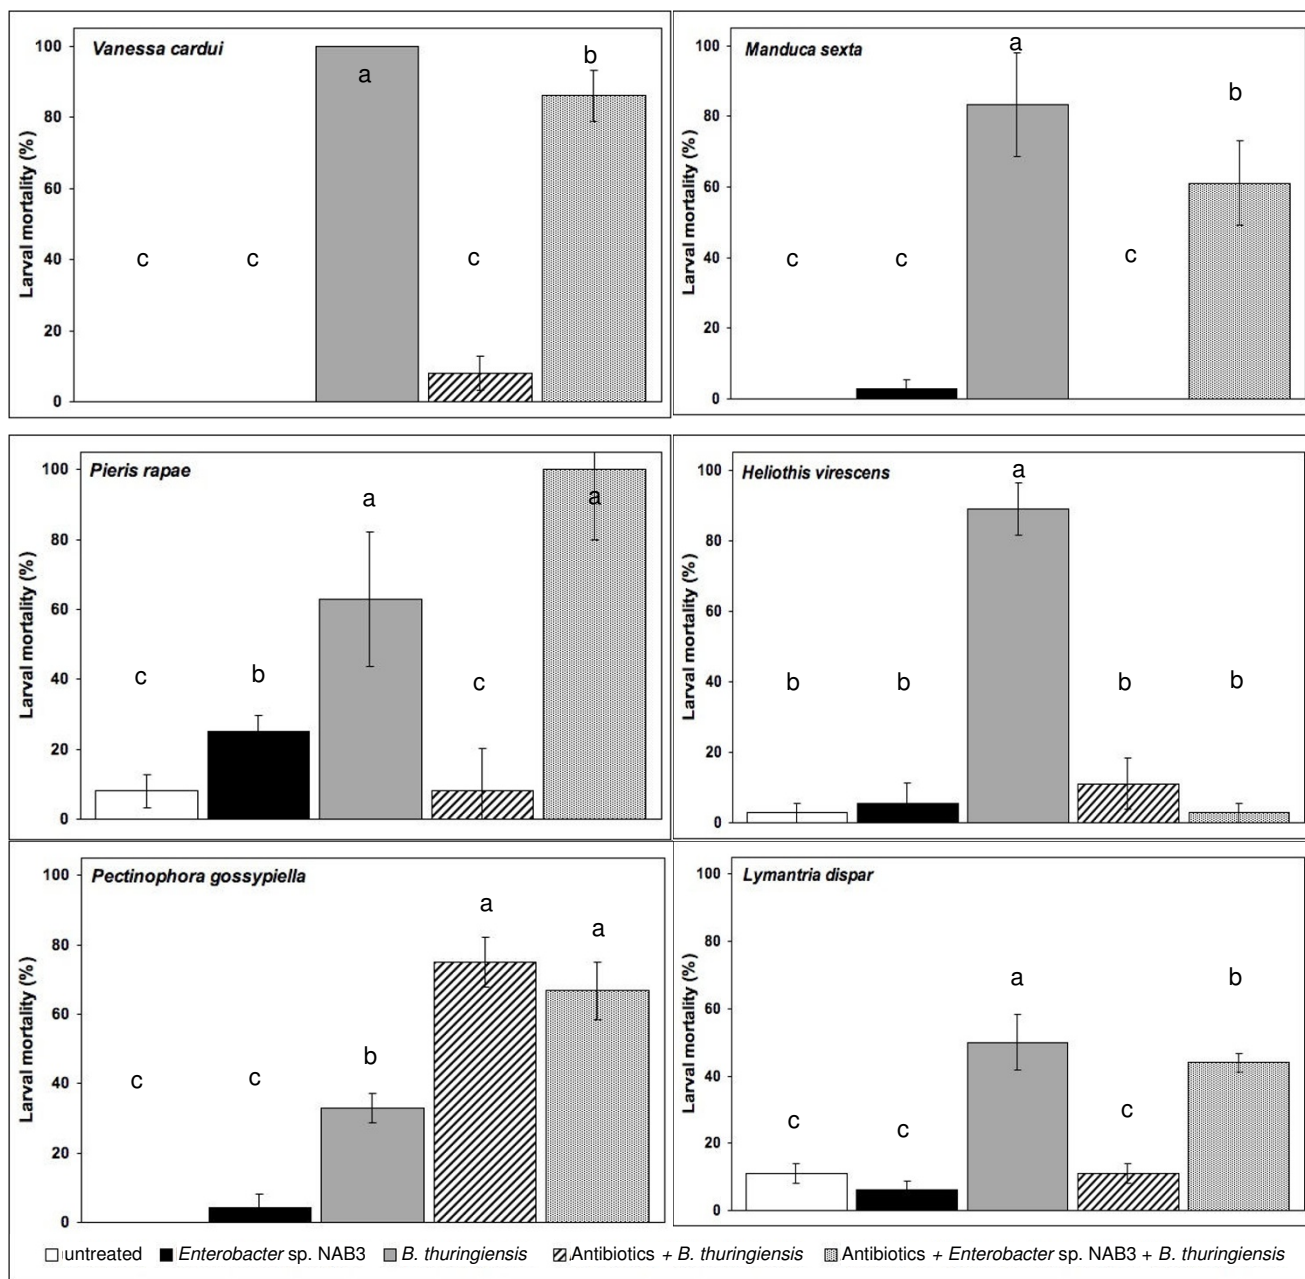 Vanessa cardui
Larval mortality (%)
100
80
60
40
20
0
c
c
a
c
b
Manduca sexta
Larval mortality (%)
100
80
60
40
20
0
c
c
a
c
b
Pieris rapae
Larval mortality (%)
100
80
60
40
20
0
c
b
a
c
a
Heliothis virescens
Larval mortality (%)
100
80
60
40
20
0
b
b
a
b
b
Pectinophora gossypiella
Larval mortality (%)
100
80
60
40
20
0
c
c
b
a
a
Lymantria dispar
Larval mortality (%)
100
80
60
40
20
0
c
c
a
c
b
untreated Enterobacter sp. NAB3 B. thuringiensis Antibiotics + B. thuringiensis Antibiotics + Enterobacter sp. NAB3 + B. thuringiensis